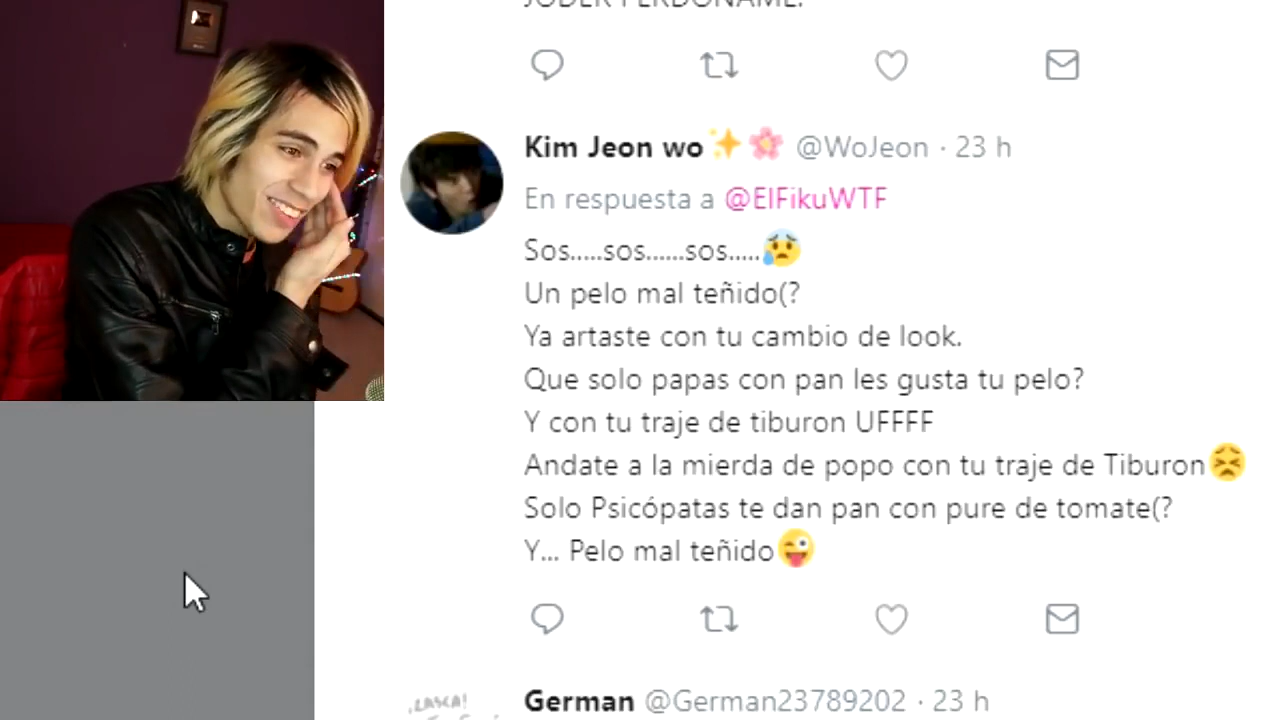 JODER PERDONAME.
Kim Jeon wo✨🌸 @WoJeon · 23 h
En respuesta a @ElFikuWTF
Sos.....sos......sos.....😰
Un pelo mal teñido(?
Ya artaste con tu cambio de look.
Que solo papas con pan les gusta tu pelo?
Y con tu traje de tiburon UFFFF
Andate a la mierda de popo con tu traje de Tiburon😣
Solo Psicópatas te dan pan con pure de tomate(?
Y... Pelo mal teñido😜
¡ZASCA!
German @German23789202 · 23 h